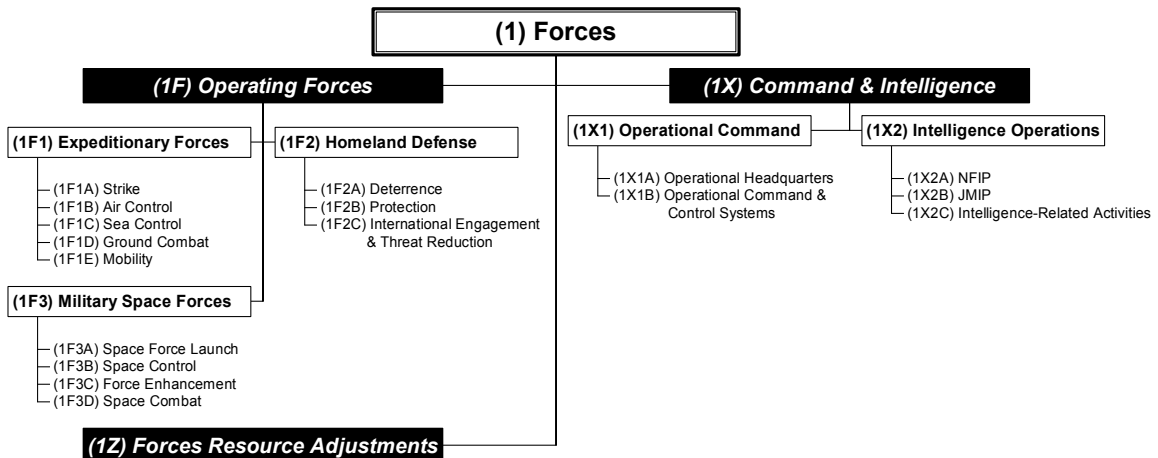 (1) Forces
(1F) Operating Forces
(1X) Command & Intelligence
(1F1) Expeditionary Forces
(1F2) Homeland Defense
(1X1) Operational Command
(1X2) Intelligence Operations
(1F1A) Strike
(1F1B) Air Control
(1F1C) Sea Control
(1F1D) Ground Combat
(1F1E) Mobility
(1F2A) Deterrence
(1F2B) Protection
(1F2C) International Engagement
& Threat Reduction
(1X1A) Operational Headquarters
(1X1B) Operational Command &
Control Systems
(1X2A) NFIP
(1X2B) JMIP
(1X2C) Intelligence-Related Activities
(1F3) Military Space Forces
(1F3A) Space Force Launch
(1F3B) Space Control
(1F3C) Force Enhancement
(1F3D) Space Combat
(1Z) Forces Resource Adjustments